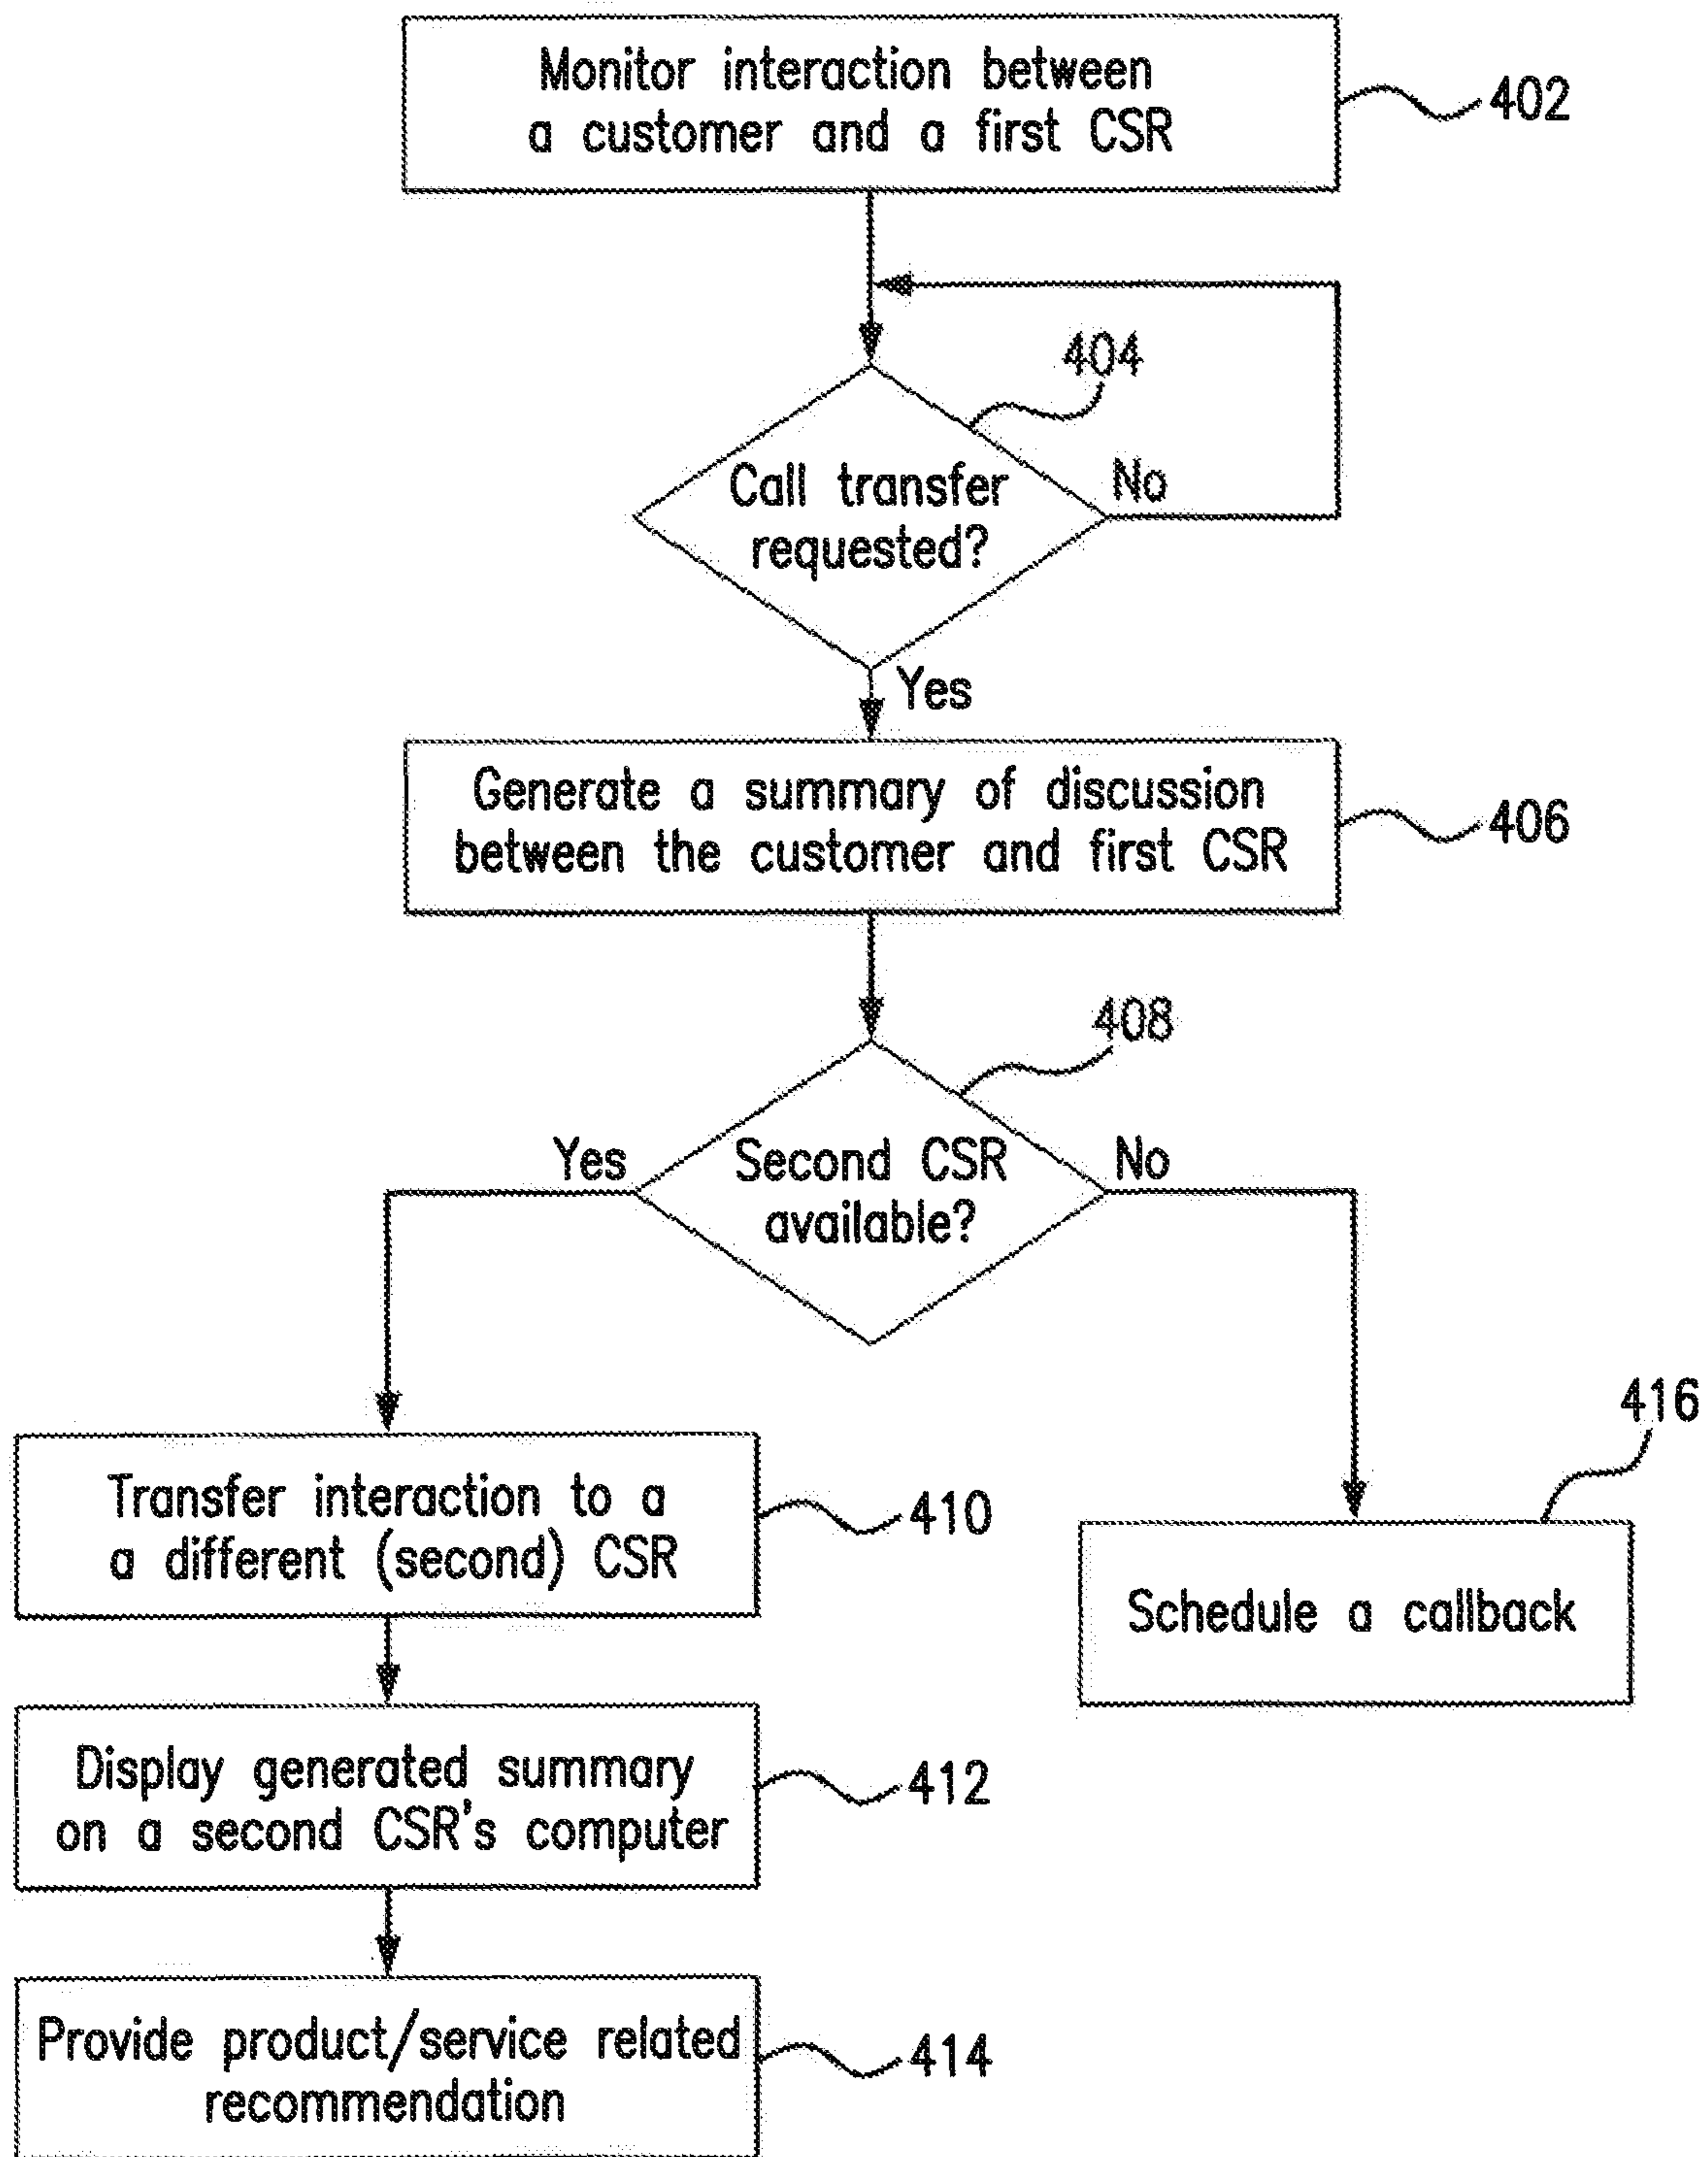 Monitor interaction between
a customer and a first CSR
402
404
Call transfer
requested?
No
Yes
Generate a summary of discussion
between the customer and first CSR
406
408
Yes
Second CSR
available?
No
416
Transfer interaction to a
a different (second) CSR
410
Schedule a callback
Display generated summary
on a second CSR's computer
412
Provide product/service related
recommendation
414